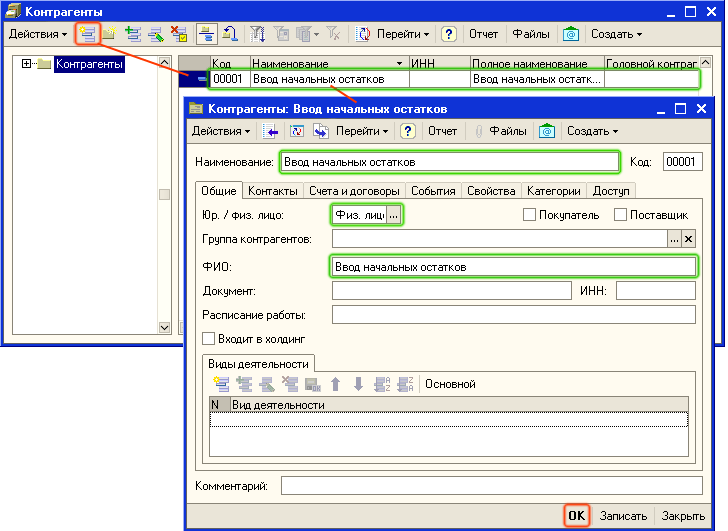 Контрагенты
Действия Перейти ? Отчет Файлы Создать
Контрагенты
Код Наименование ИНН Полное наименование Головной контраг
00001 Ввод начальных остатков Ввод начальных остатк...
Контрагенты: Ввод начальных остатков
Действия Перейти ? Отчет Файлы Создать
Наименование: Ввод начальных остатков Код: 00001
Общие Контакты Счета и договоры События Свойства Категории Доступ
Юр. / физ. лицо: Физ. лиц ... Покупатель Поставщик
Группа контрагентов: ... x
ФИО: Ввод начальных остатков
Документ: ИНН:
Расписание работы:
Входит в холдинг
Виды деятельности
Основной
N Вид деятельности
Комментарий:
OK Записать Закрыть